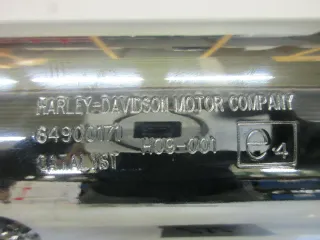 HARLEY-DAVIDSON MOTOR COMPANY
64900171 H09-001 e 4
CATALYST